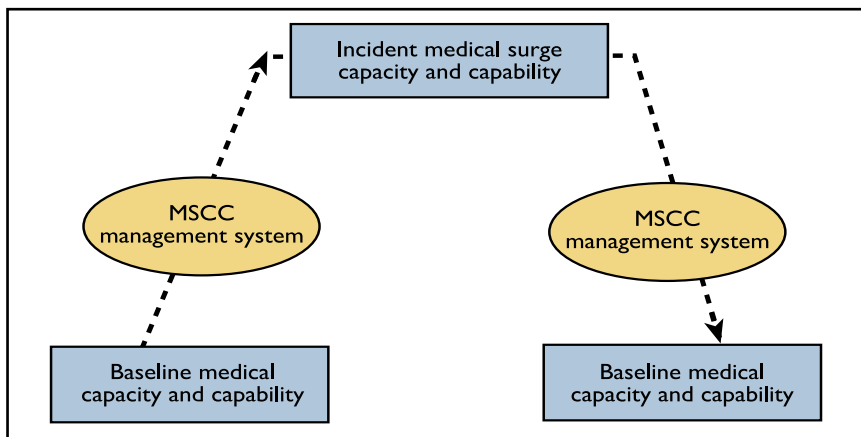 Incident medical surge
capacity and capability
MSCC
management system
MSCC
management system
Baseline medical
capacity and capability
Baseline medical
capacity and capability